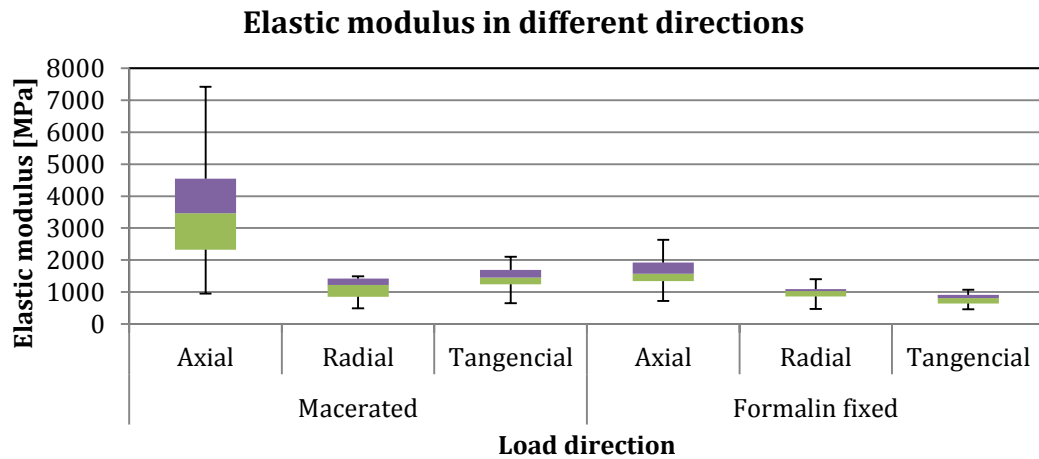 Elastic modulus in different directions
Elastic modulus [MPa]
8000
7000
6000
5000
4000
3000
2000
1000
0
Axial Radial Tangencial Axial Radial Tangencial
Macerated Formalin fixed
Load direction